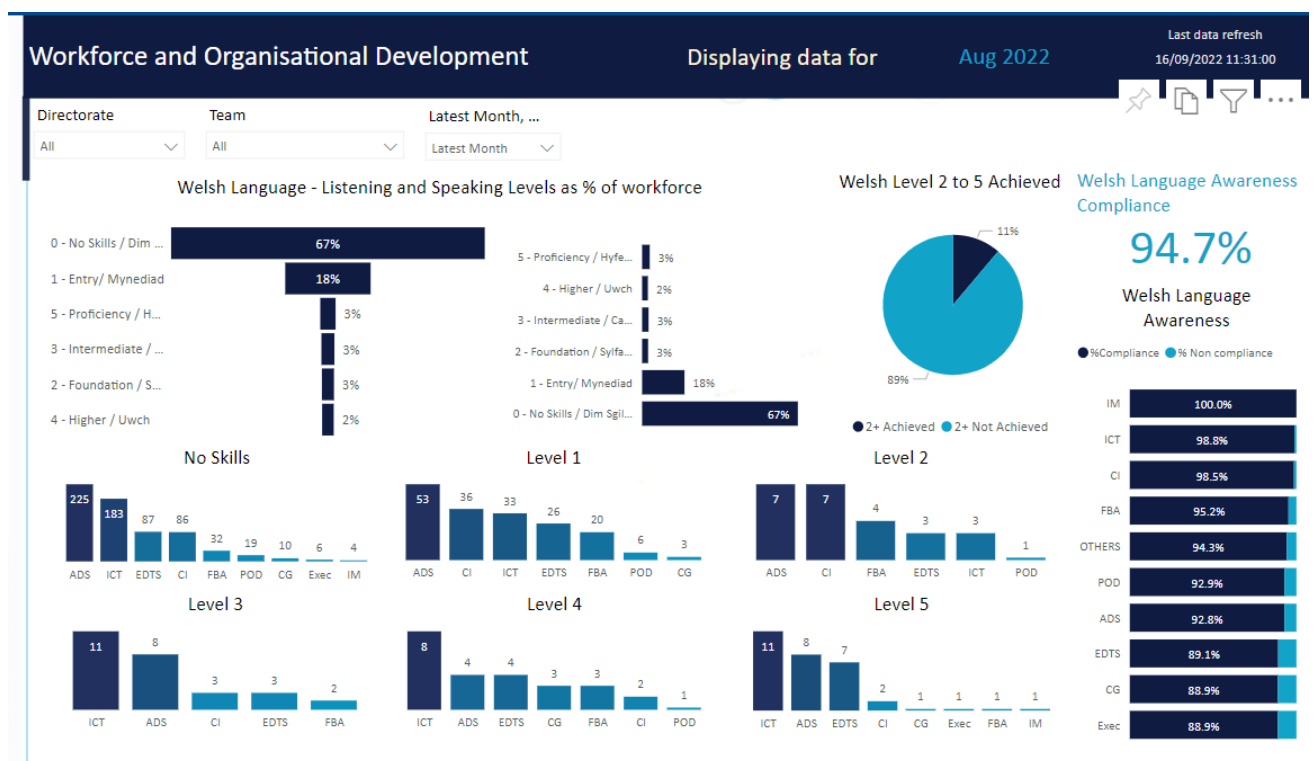 Workforce and Organisational Development
Displaying data for
Aug 2022
Last data refresh
16/09/2022 11:31:00
Directorate
Team
Latest Month, ...
All
All
Latest Month
Welsh Language - Listening and Speaking Levels as % of workforce
0 - No Skills / Dim ...
67%
1 - Entry/ Mynediad
18%
5 - Proficiency / H...
3%
3 - Intermediate / ...
3%
2 - Foundation / S...
3%
4 - Higher / Uwch
2%
5 - Proficiency / Hyfe...
3%
4 - Higher / Uwch
2%
3 - Intermediate / Ca...
3%
2 - Foundation / Sylfa...
3%
1 - Entry/ Mynediad
18%
0 - No Skills / Dim Sgil...
67%
Welsh Level 2 to 5 Achieved
11%
89%
2+ Achieved 2+ Not Achieved
Welsh Language Awareness
Compliance
94.7%
Welsh Language
Awareness
%Compliance % Non compliance
IM 100.0%
ICT 98.8%
CI 98.5%
FBA 95.2%
OTHERS 94.3%
POD 92.9%
ADS 92.8%
EDTS 89.1%
CG 88.9%
Exec 88.9%
No Skills
225 183 87 86 32 19 10 6 4
ADS ICT EDTS CI FBA POD CG Exec IM
Level 1
53 36 33 26 20 6 3
ADS CI ICT EDTS FBA POD CG
Level 2
7 7 4 3 3 1
ADS CI FBA EDTS ICT POD
Level 3
11 8 3 3 2
ICT ADS CI EDTS FBA
Level 4
8 4 4 3 3 2 1
ICT ADS EDTS CG FBA CI POD
Level 5
11 8 7 2 1 1 1 1
ICT ADS EDTS CI CG Exec FBA IM